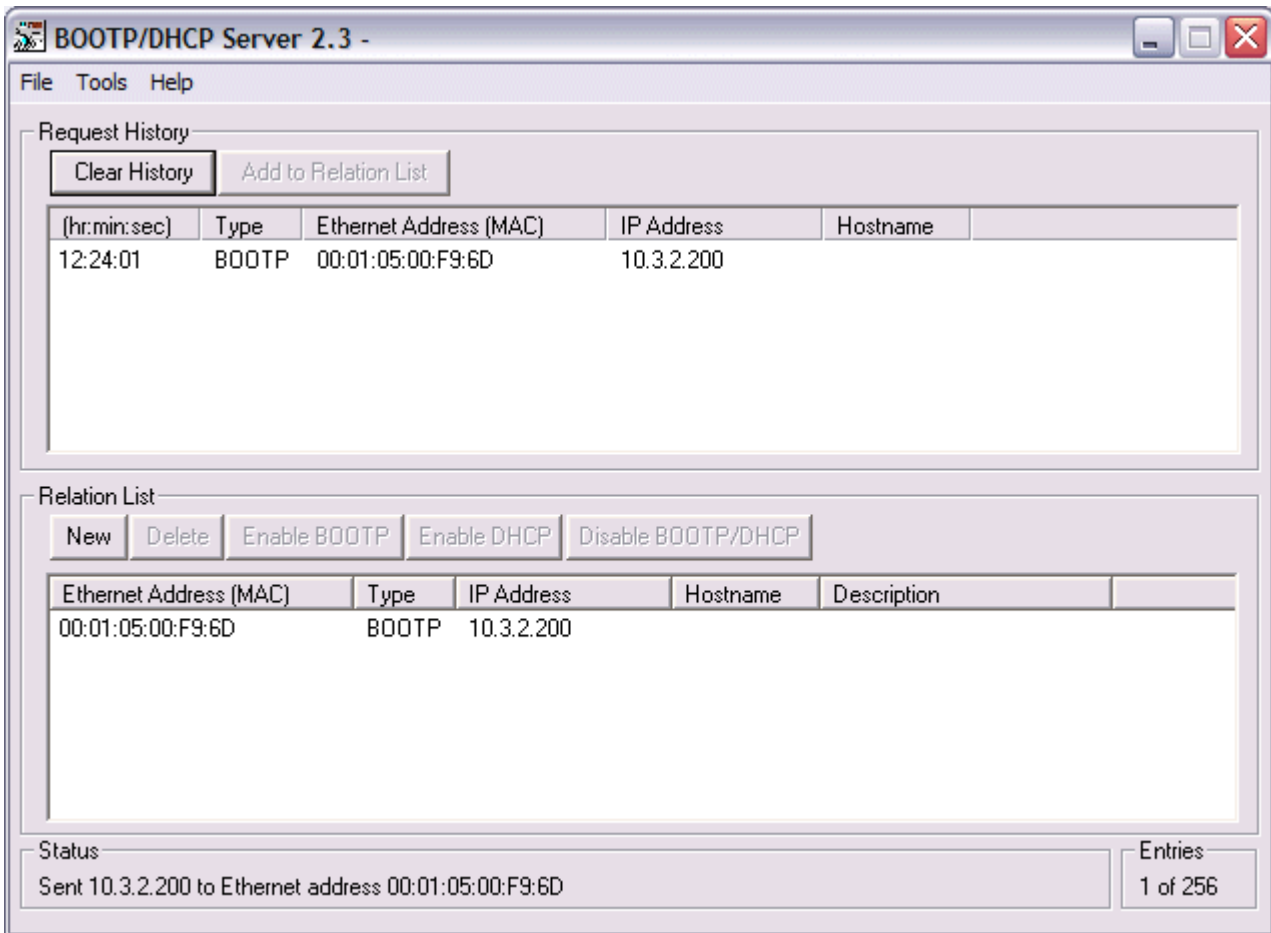 BOOTP/DHCP Server 2.3 -
File Tools Help
Request History
Clear History Add to Relation List
(hr:min:sec) Type Ethernet Address (MAC) IP Address Hostname
12:24:01 BOOTP 00:01:05:00:F9:6D 10.3.2.200
Relation List
New Delete Enable BOOTP Enable DHCP Disable BOOTP/DHCP
Ethernet Address (MAC) Type IP Address Hostname Description
00:01:05:00:F9:6D BOOTP 10.3.2.200
Status
Sent 10.3.2.200 to Ethernet address 00:01:05:00:F9:6D
Entries
1 of 256